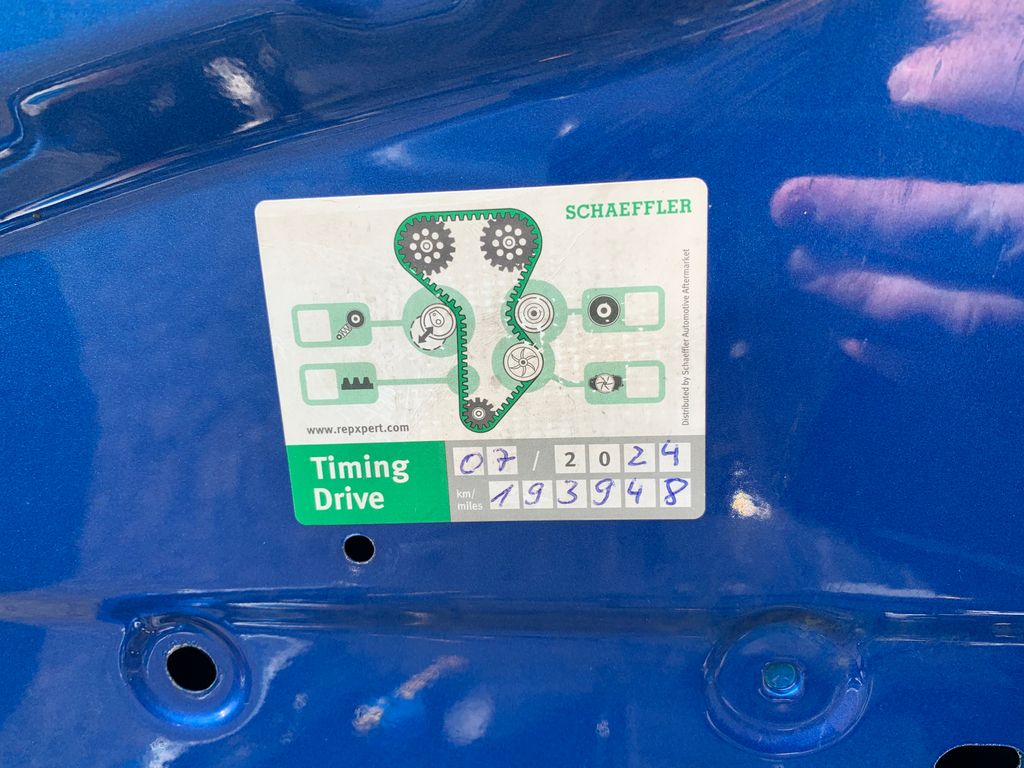 SCHAEFFLER
Distributed by Schaeffler Automotive Aftermarket
www.repxpert.com
Timing
Drive
07 / 2024
km/
miles
193948